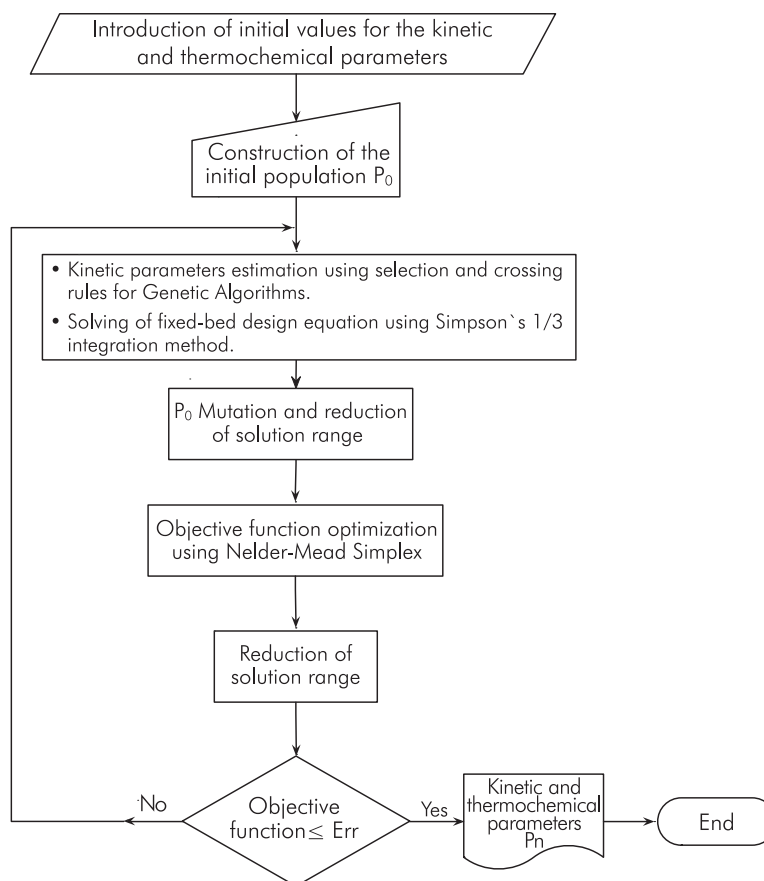 Introduction of initial values for the kinetic
and thermochemical parameters
Construction of the
initial population P₀
• Kinetic parameters estimation using selection and crossing
rules for Genetic Algorithms.
• Solving of fixed-bed design equation using Simpson`s 1/3
integration method.
P₀ Mutation and reduction
of solution range
Objective function optimization
using Nelder-Mead Simplex
Reduction of
solution range
No
Objective
function≤ Err
Yes
Kinetic and
thermochemical
parameters
Pn
End